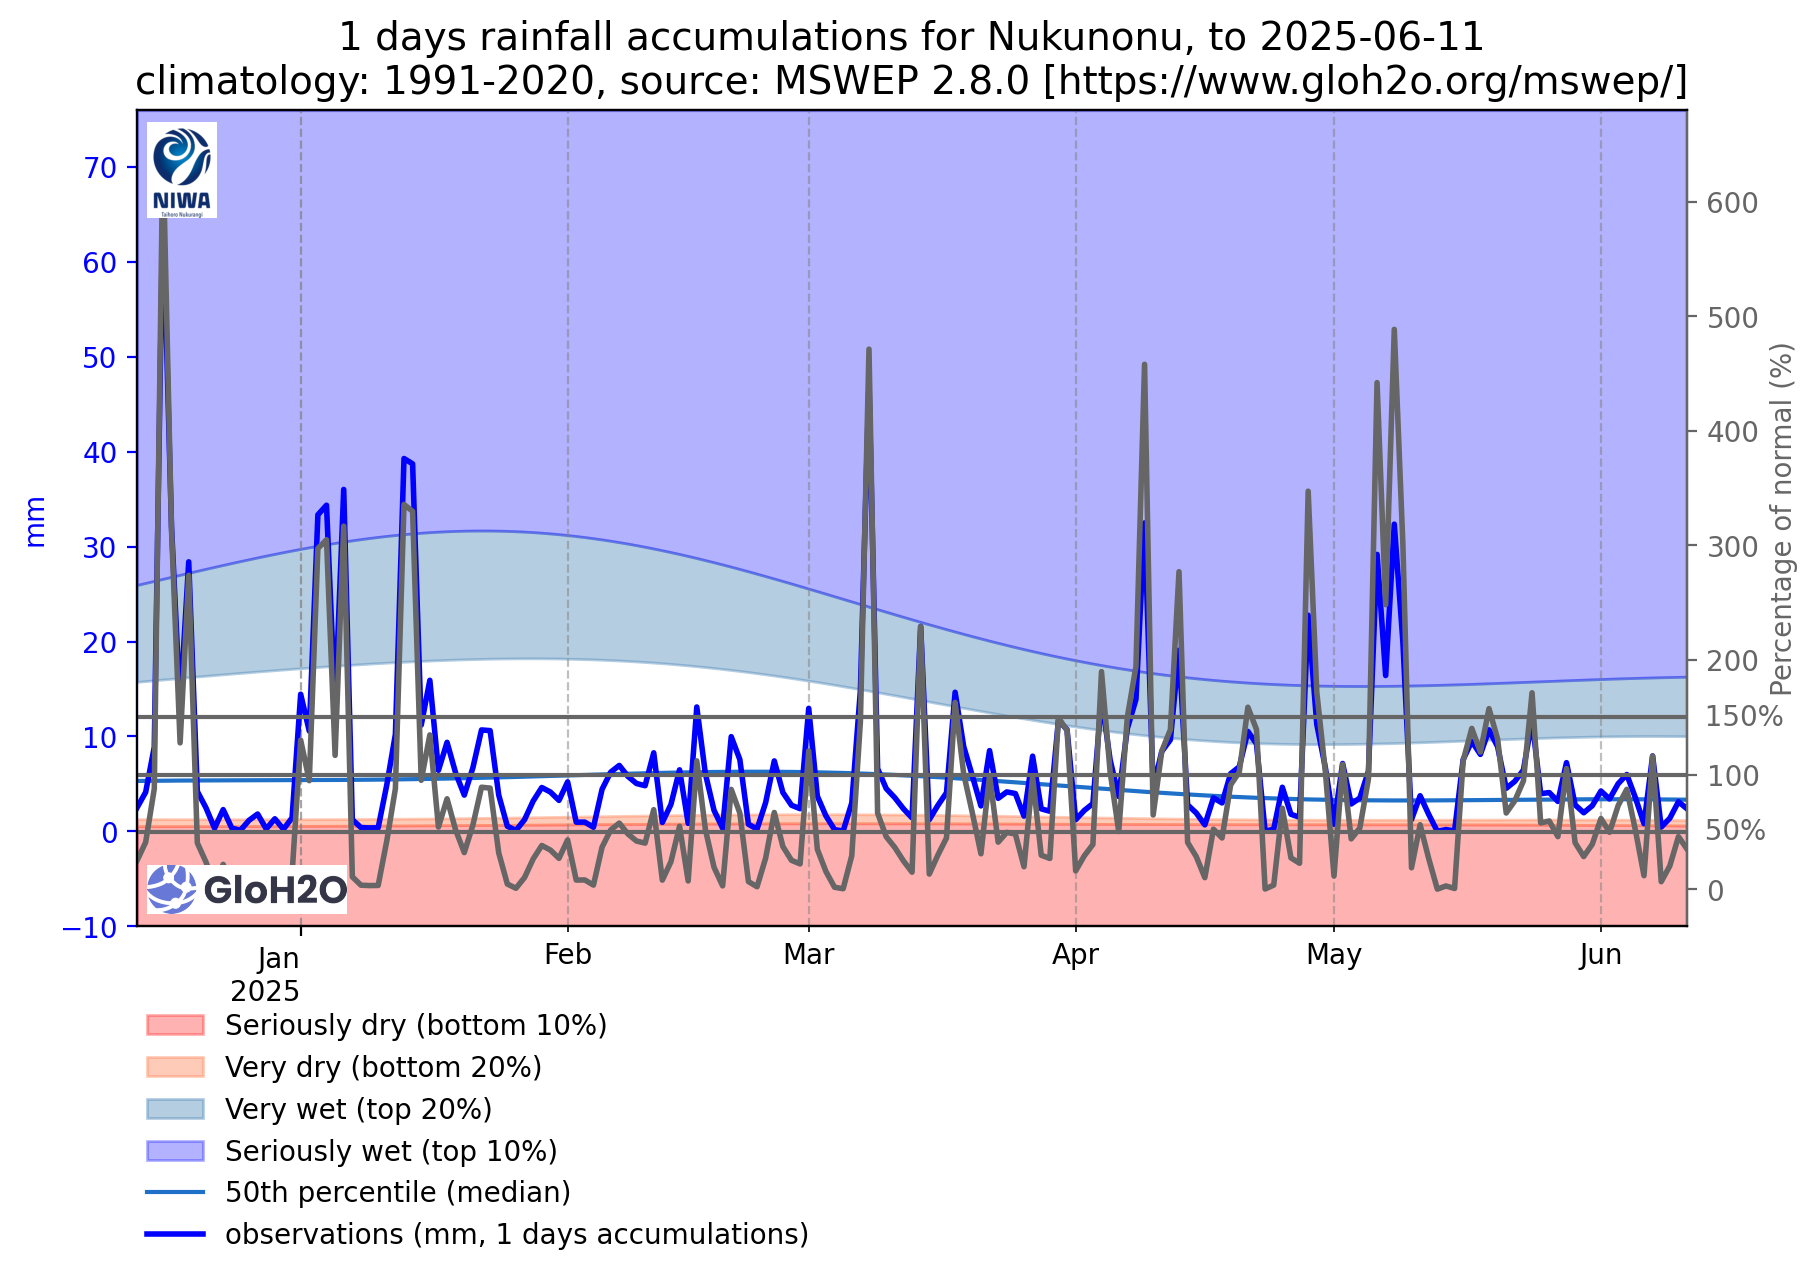 1 days rainfall accumulations for Nukunonu, to 2025-06-11
climatology: 1991-2020, source: MSWEP 2.8.0 [https://www.gloh2o.org/mswep/]
NIWA
Taihoro Nukurangi
70
60
50
40
30
20
10
0
−10
mm
600
500
400
300
200
150%
100
50%
0
Percentage of normal (%)
GloH2O
Jan
2025
Feb
Mar
Apr
May
Jun
Seriously dry (bottom 10%)
Very dry (bottom 20%)
Very wet (top 20%)
Seriously wet (top 10%)
50th percentile (median)
observations (mm, 1 days accumulations)